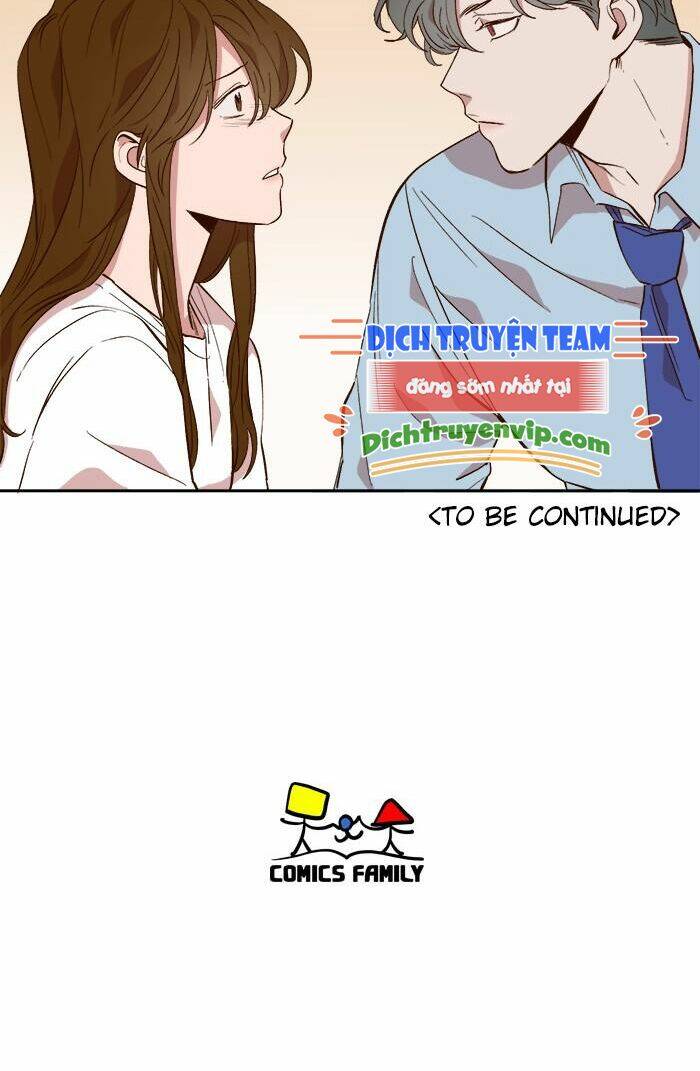 DỊCH TRUYỆN TEAM
đăng sớm nhất tại
Dichtruyenvip.com
<TO BE CONTINUED>
COMICS FAMILY